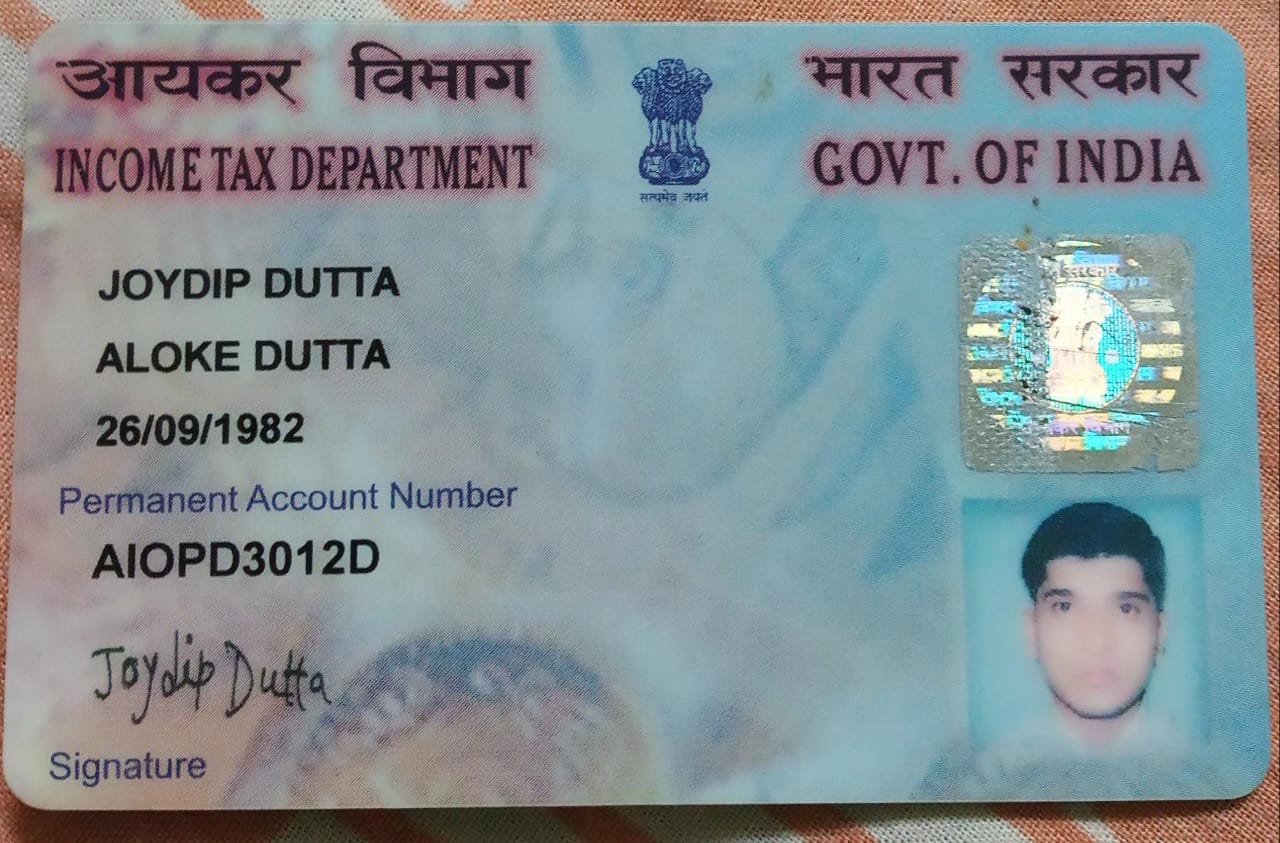 आयकर विभाग
INCOME TAX DEPARTMENT
सत्यमेव जयते
भारत सरकार
GOVT. OF INDIA
JOYDIP DUTTA
ALOKE DUTTA
26/09/1982
Permanent Account Number
AIOPD3012D
Joydip Dutta
Signature
सरकार